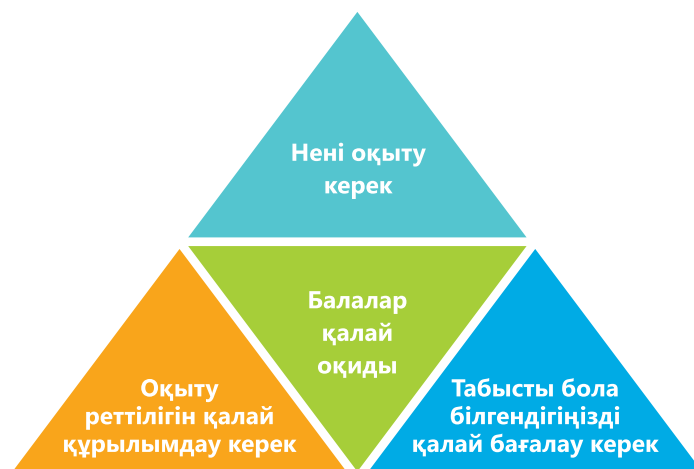 Нені оқыту
керек
Балалар
қалай
оқиды
Оқыту
реттілігін қалай
құрылымдау керек
Табысты бола
білгендігіңізді
қалай бағалау керек